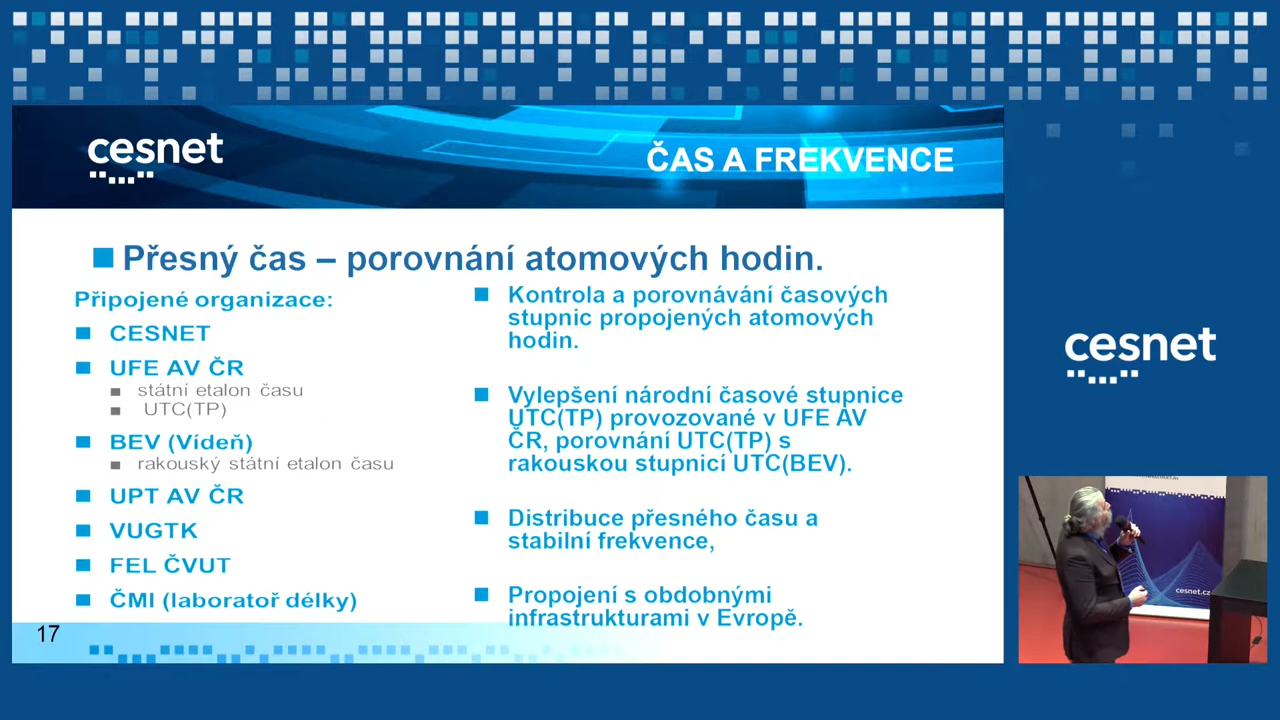 cesnet
ČAS A FREKVENCE
Přesný čas – porovnání atomových hodin.
Připojené organizace:
CESNET
UFE AV ČR
státní etalon času
UTC(TP)
BEV (Vídeň)
rakouský státní etalon času
UPT AV ČR
VUGTK
FEL ČVUT
ČMI (laboratoř délky)
Kontrola a porovnávání časových
stupnic propojených atomových
hodin.
Vylepšení národní časové stupnice
UTC(TP) provozované v UFE AV
ČR, porovnání UTC(TP) s
rakouskou stupnicí UTC(BEV).
Distribuce přesného času a
stabilní frekvence,
Propojení s obdobnými
infrastrukturami v Evropě.
17
cesnet
cesnet.cz